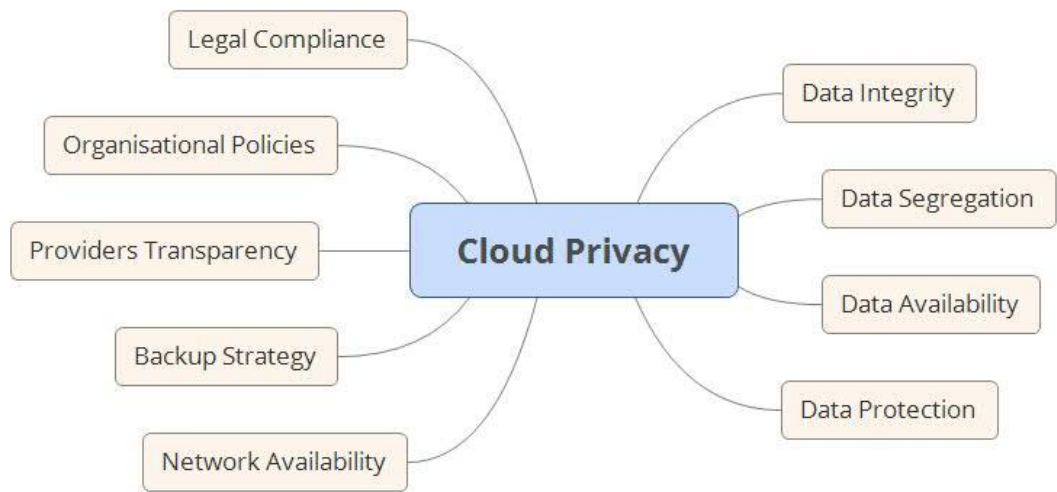 Legal Compliance
Organisational Policies
Providers Transparency
Backup Strategy
Network Availability
Cloud Privacy
Data Integrity
Data Segregation
Data Availability
Data Protection